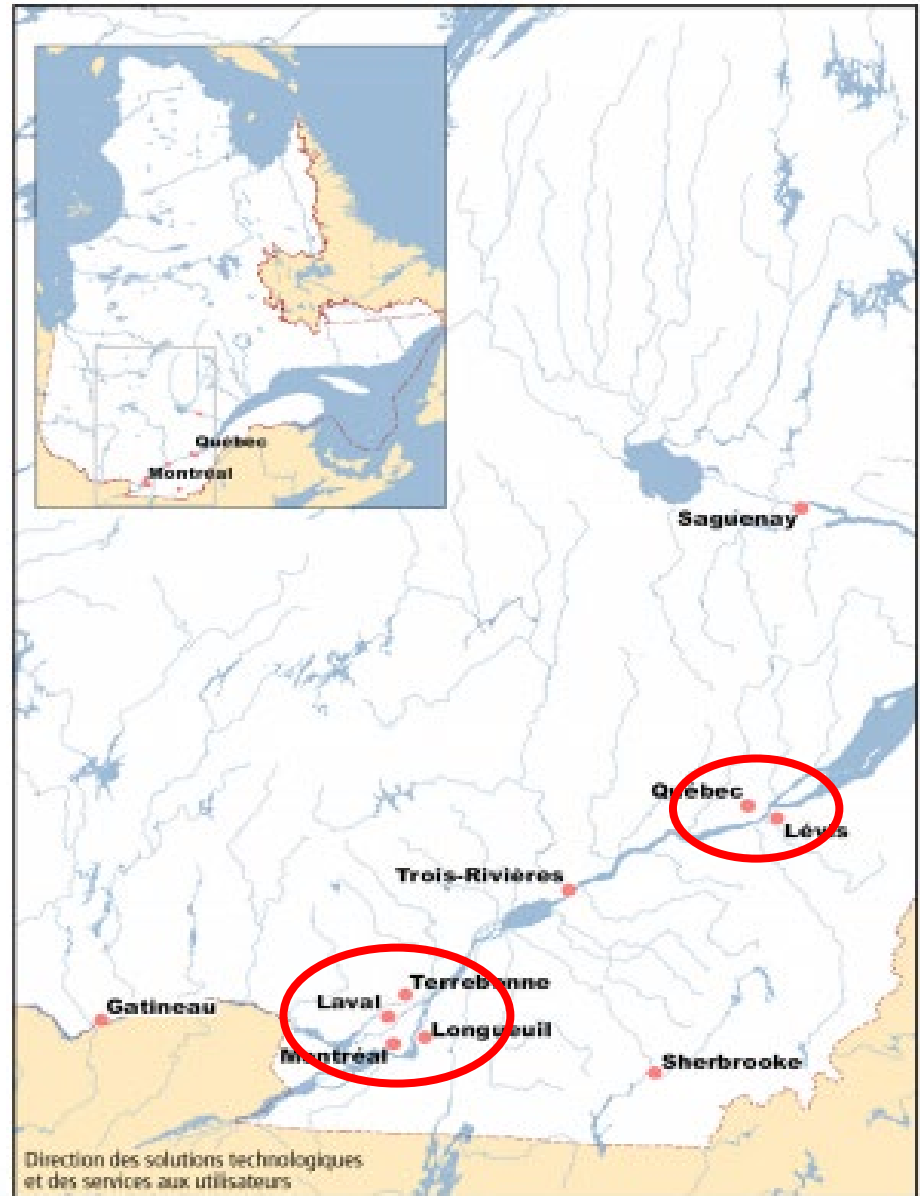 Québec
Montréal
Saguenay
Québec
Lévis
Trois-Rivières
Terrebonne
Laval
Gatineau
Longueuil
Montréal
Sherbrooke
Direction des solutions technologiques
et des services aux utilisateurs